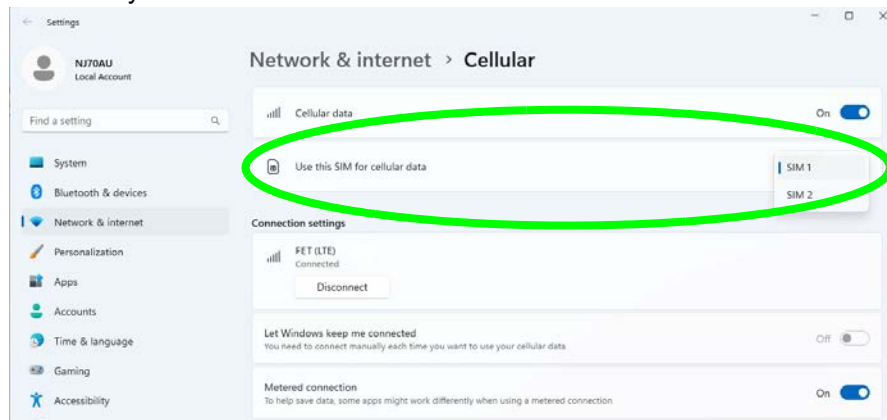 Settings
NJ70AU
Local Account
Find a setting
System
Bluetooth & devices
Network & internet
Personalization
Apps
Accounts
Time & language
Gaming
Accessibility
Network & internet > Cellular
Cellular data On
Use this SIM for cellular data
SIM 1
SIM 2
Connection settings
FET (LTE)
Connected
Disconnect
Let Windows keep me connected
You need to connect manually each time you want to use your cellular data
Off
Metered connection
To help save data, some apps might work differently when using a metered connection
On